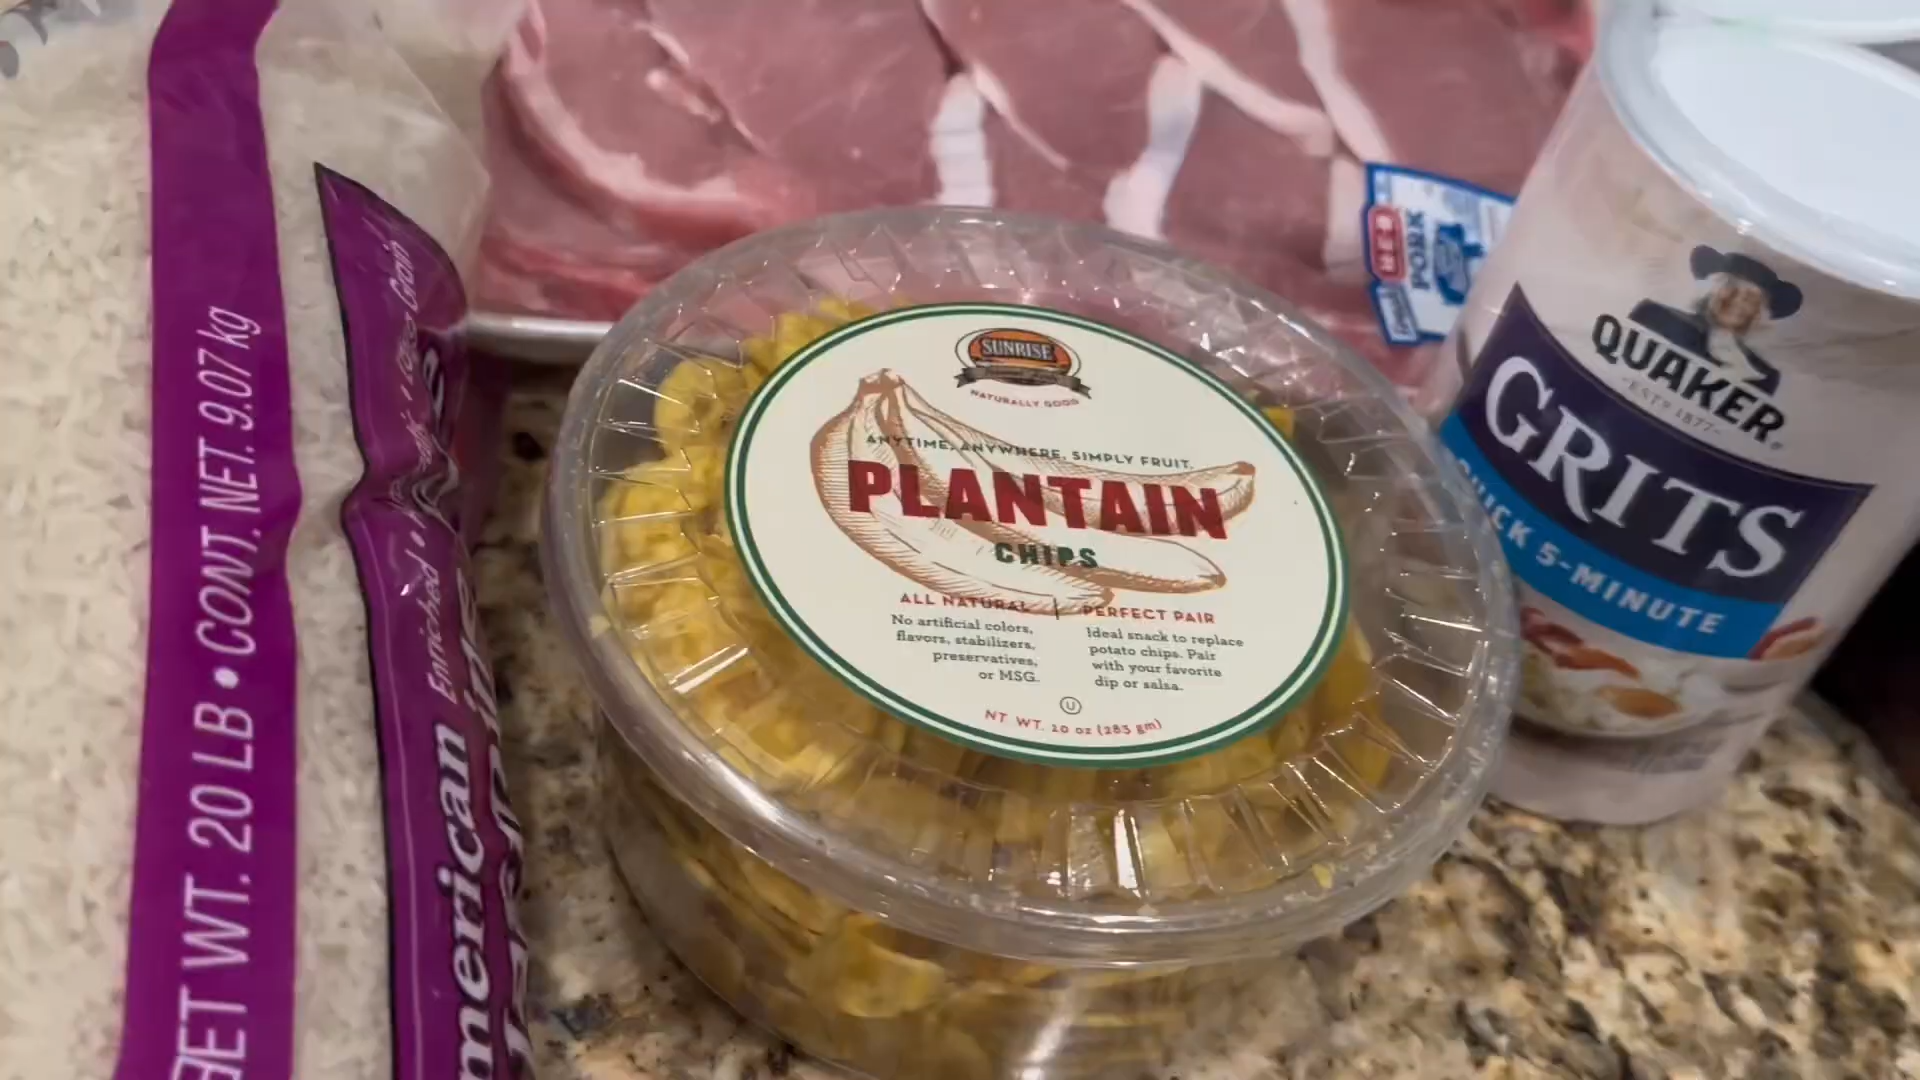 NET WT. 20 LB • CONT. NET. 9.07 kg
Enriched •
American
H-E-B
PORK
SUNRISE
NATURALLY GOOD
ANYTIME. ANYWHERE. SIMPLY FRUIT.
PLANTAIN
CHIPS
ALL NATURAL
No artificial colors,
flavors, stabilizers,
preservatives,
or MSG.
PERFECT PAIR
Ideal snack to replace
potato chips. Pair
with your favorite
dip or salsa.
U
NT WT. 10 oz (283 gm)
QUAKER
ESTD 1877
GRITS
QUICK 5-MINUTE